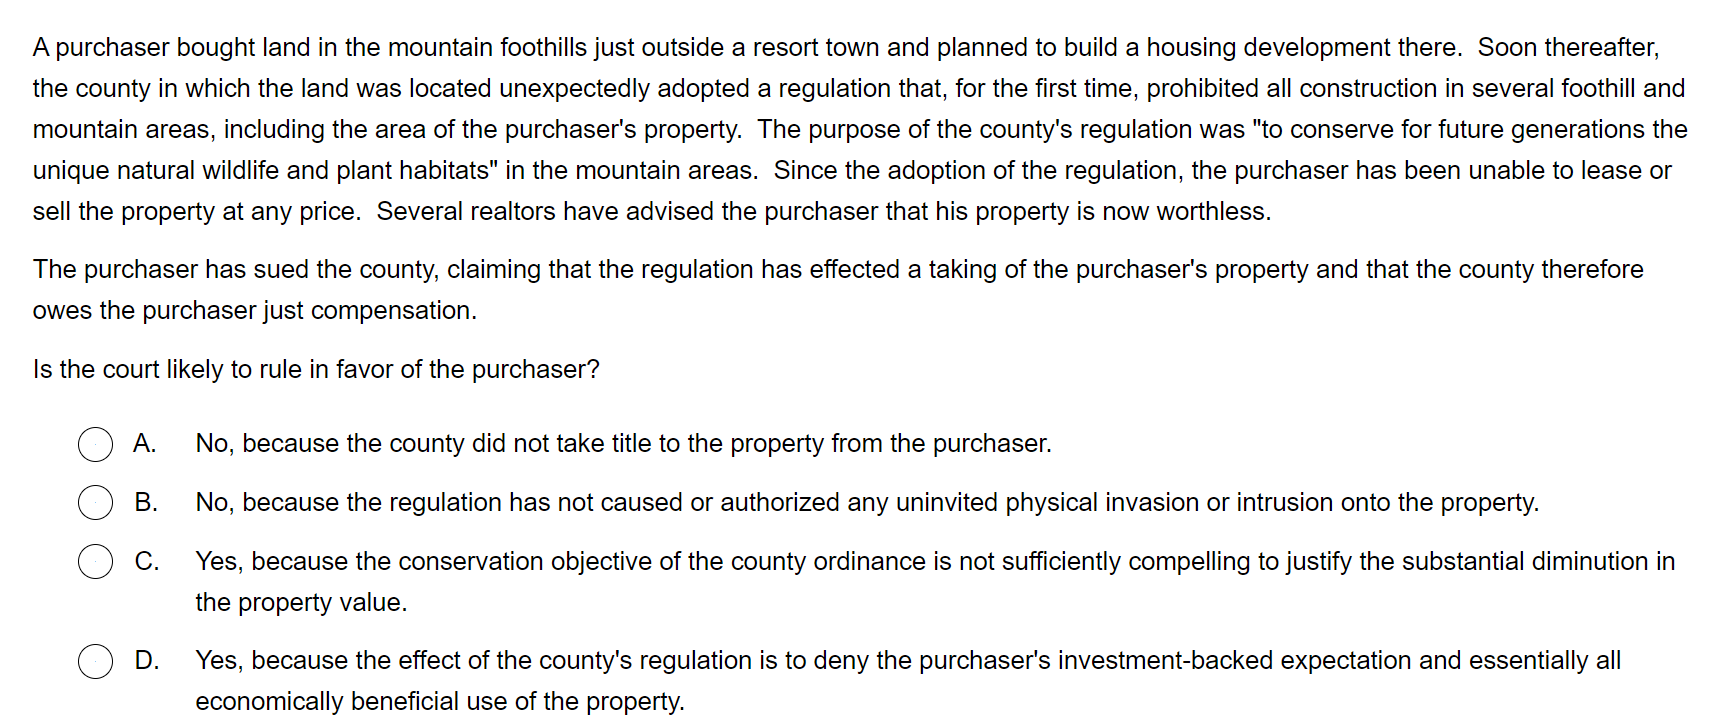 A purchaser bought land in the mountain foothills just outside a resort town and planned to build a housing development there.  Soon thereafter,
the county in which the land was located unexpectedly adopted a regulation that, for the first time, prohibited all construction in several foothill and
mountain areas, including the area of the purchaser's property.  The purpose of the county's regulation was "to conserve for future generations the
unique natural wildlife and plant habitats" in the mountain areas.  Since the adoption of the regulation, the purchaser has been unable to lease or
sell the property at any price.  Several realtors have advised the purchaser that his property is now worthless.
The purchaser has sued the county, claiming that the regulation has effected a taking of the purchaser's property and that the county therefore
owes the purchaser just compensation.
Is the court likely to rule in favor of the purchaser?
A. No, because the county did not take title to the property from the purchaser.
B. No, because the regulation has not caused or authorized any uninvited physical invasion or intrusion onto the property.
C. Yes, because the conservation objective of the county ordinance is not sufficiently compelling to justify the substantial diminution in
the property value.
D. Yes, because the effect of the county's regulation is to deny the purchaser's investment-backed expectation and essentially all
economically beneficial use of the property.